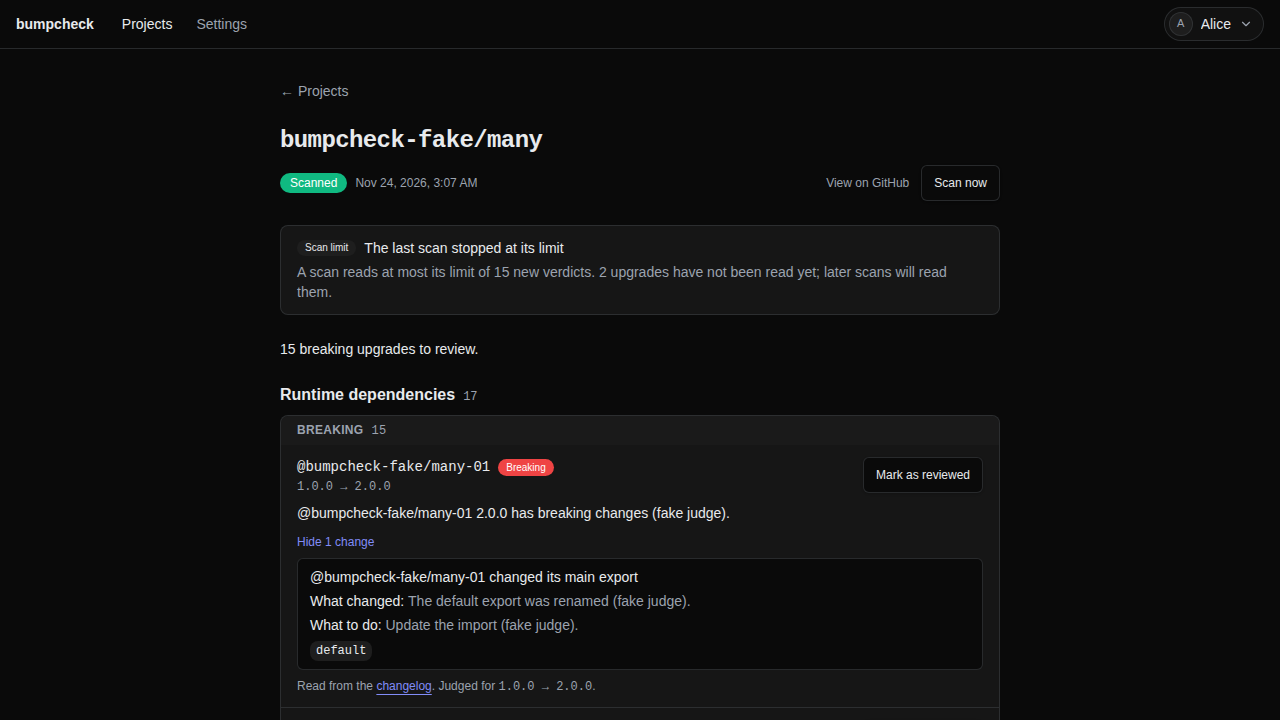 bumpcheck Projects Settings A Alice
← Projects
bumpcheck-fake/many
Scanned Nov 24, 2026, 3:07 AM View on GitHub Scan now
Scan limit The last scan stopped at its limit
A scan reads at most its limit of 15 new verdicts. 2 upgrades have not been read yet; later scans will read
them.
15 breaking upgrades to review.
Runtime dependencies 17
BREAKING 15
@bumpcheck-fake/many-01 Breaking Mark as reviewed
1.0.0 → 2.0.0
@bumpcheck-fake/many-01 2.0.0 has breaking changes (fake judge).
Hide 1 change
@bumpcheck-fake/many-01 changed its main export
What changed: The default export was renamed (fake judge).
What to do: Update the import (fake judge).
default
Read from the changelog. Judged for 1.0.0 → 2.0.0.